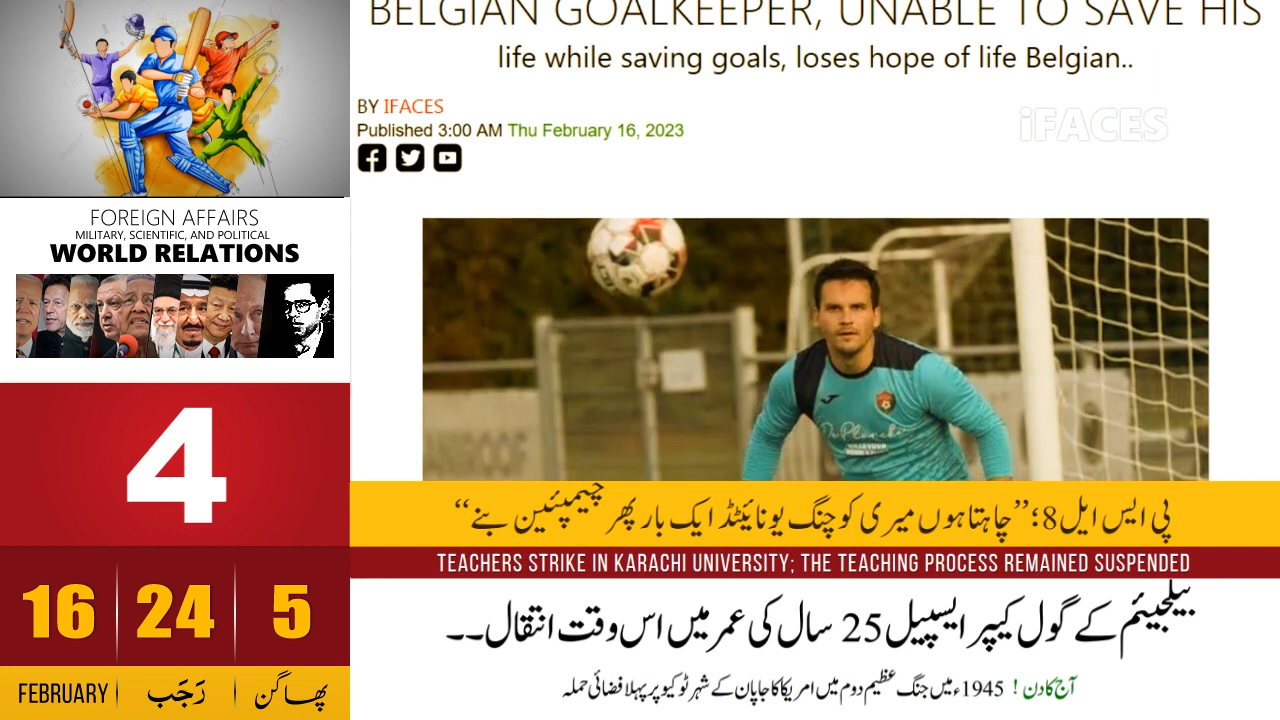 BELGIAN GOALKEEPER, UNABLE TO SAVE HIS
life while saving goals, loses hope of life Belgian..
BY IFACES
Published 3:00 AM Thu February 16, 2023
iFACES
FOREIGN AFFAIRS
MILITARY, SCIENTIFIC, AND POLITICAL
WORLD RELATIONS
4
پی ایس ایل 8؛ ”چاہتا ہوں میری کوچنگ یونائیٹڈ ایک بار پھر چیمپئین بنے“
TEACHERS STRIKE IN KARACHI UNIVERSITY; THE TEACHING PROCESS REMAINED SUSPENDED
16 24 5
FEBRUARY رَجَب پھاگن
بیلجیئم کے گول کیپر ایسپیل 25 سال کی عمر میں اس وقت انتقال۔۔
آج کا دن ! 1945ء میں جنگ عظیم دوم میں امریکا کا جاپان کے شہر ٹوکیو پر پہلا فضائی حملہ